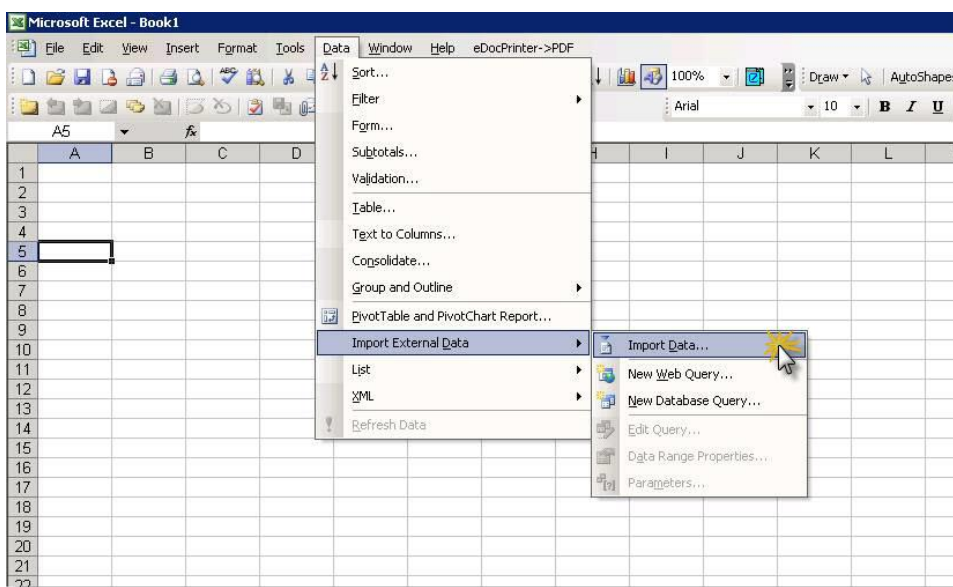 Microsoft Excel - Book1
File Edit View Insert Format Tools Data Window Help eDocPrinter->PDF
100% Draw AutoShape
Arial 10 B I U
A5 fx
A B C D H I J K L
1
2
3
4
5
6
7
8
9
10
11
12
13
14
15
16
17
18
19
20
21
22
Sort...
Filter
Form...
Subtotals...
Validation...
Table...
Text to Columns...
Consolidate...
Group and Outline
PivotTable and PivotChart Report...
Import External Data
List
XML
Refresh Data
Import Data...
New Web Query...
New Database Query...
Edit Query...
Data Range Properties...
Parameters...